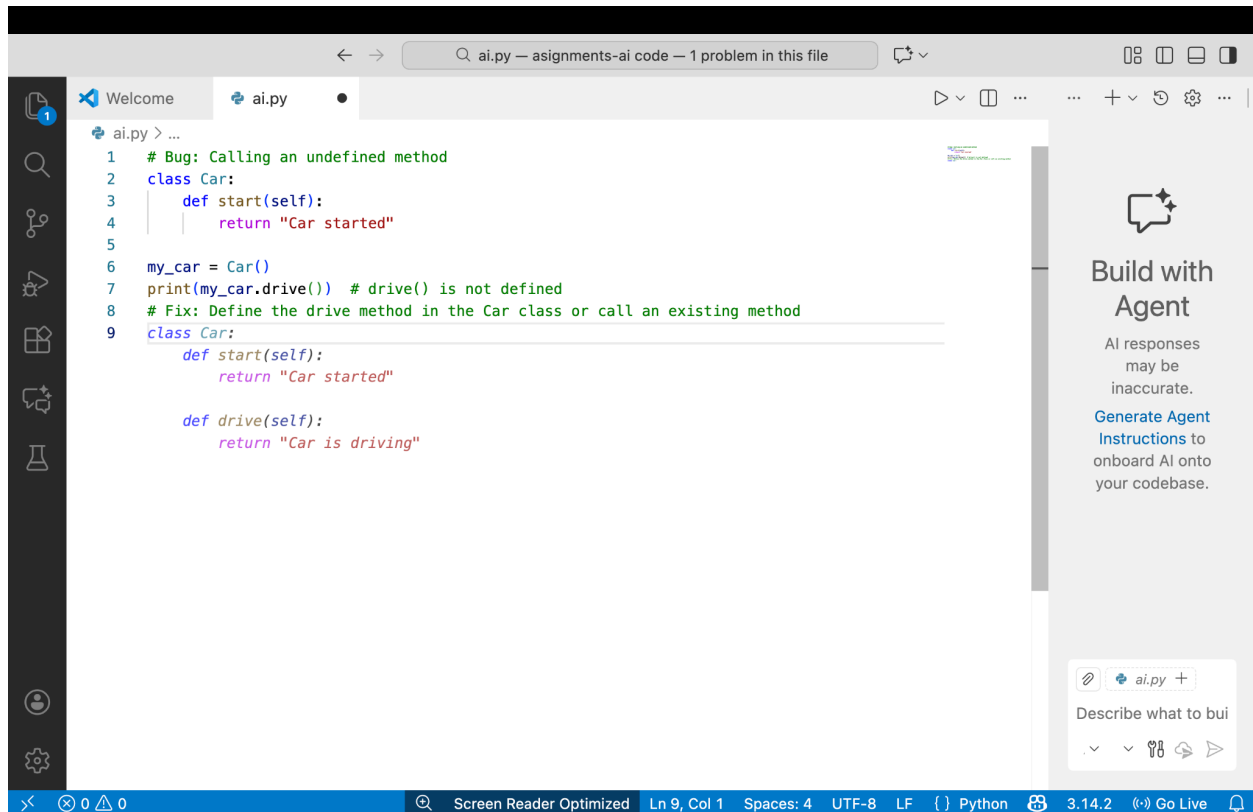 ai.py — asignments-ai code — 1 problem in this file
Welcome
ai.py
1
ai.py > ...
1 # Bug: Calling an undefined method
2 class Car:
3     def start(self):
4         return "Car started"
5
6 my_car = Car()
7 print(my_car.drive())  # drive() is not defined
8 # Fix: Define the drive method in the Car class or call an existing method
9 class Car:
    def start(self):
        return "Car started"
    def drive(self):
        return "Car is driving"
Build with
Agent
AI responses
may be
inaccurate.
Generate Agent
Instructions to
onboard AI onto
your codebase.
ai.py +
Describe what to bui
0 0 Screen Reader Optimized Ln 9, Col 1 Spaces: 4 UTF-8 LF { } Python 3.14.2 Go Live